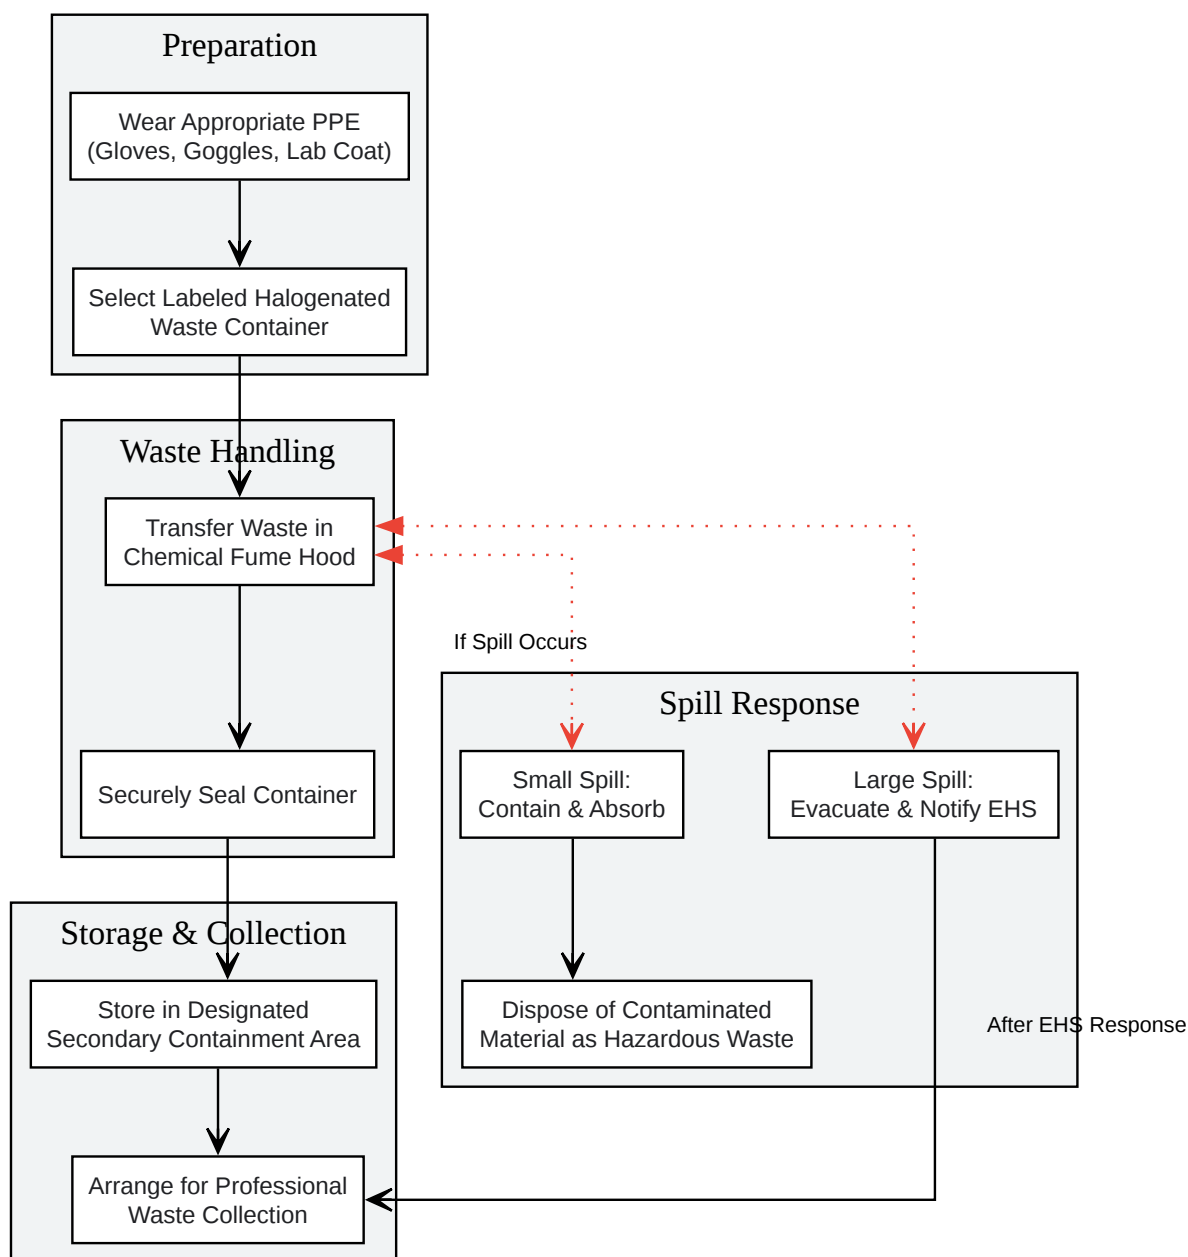 Preparation
Wear Appropriate PPE
(Gloves, Goggles, Lab Coat)
Select Labeled Halogenated
Waste Container
Waste Handling
Transfer Waste in
Chemical Fume Hood
If Spill Occurs
Securely Seal Container
Spill Response
Small Spill:
Contain & Absorb
Large Spill:
Evacuate & Notify EHS
Dispose of Contaminated
Material as Hazardous Waste
After EHS Response
Storage & Collection
Store in Designated
Secondary Containment Area
Arrange for Professional
Waste Collection